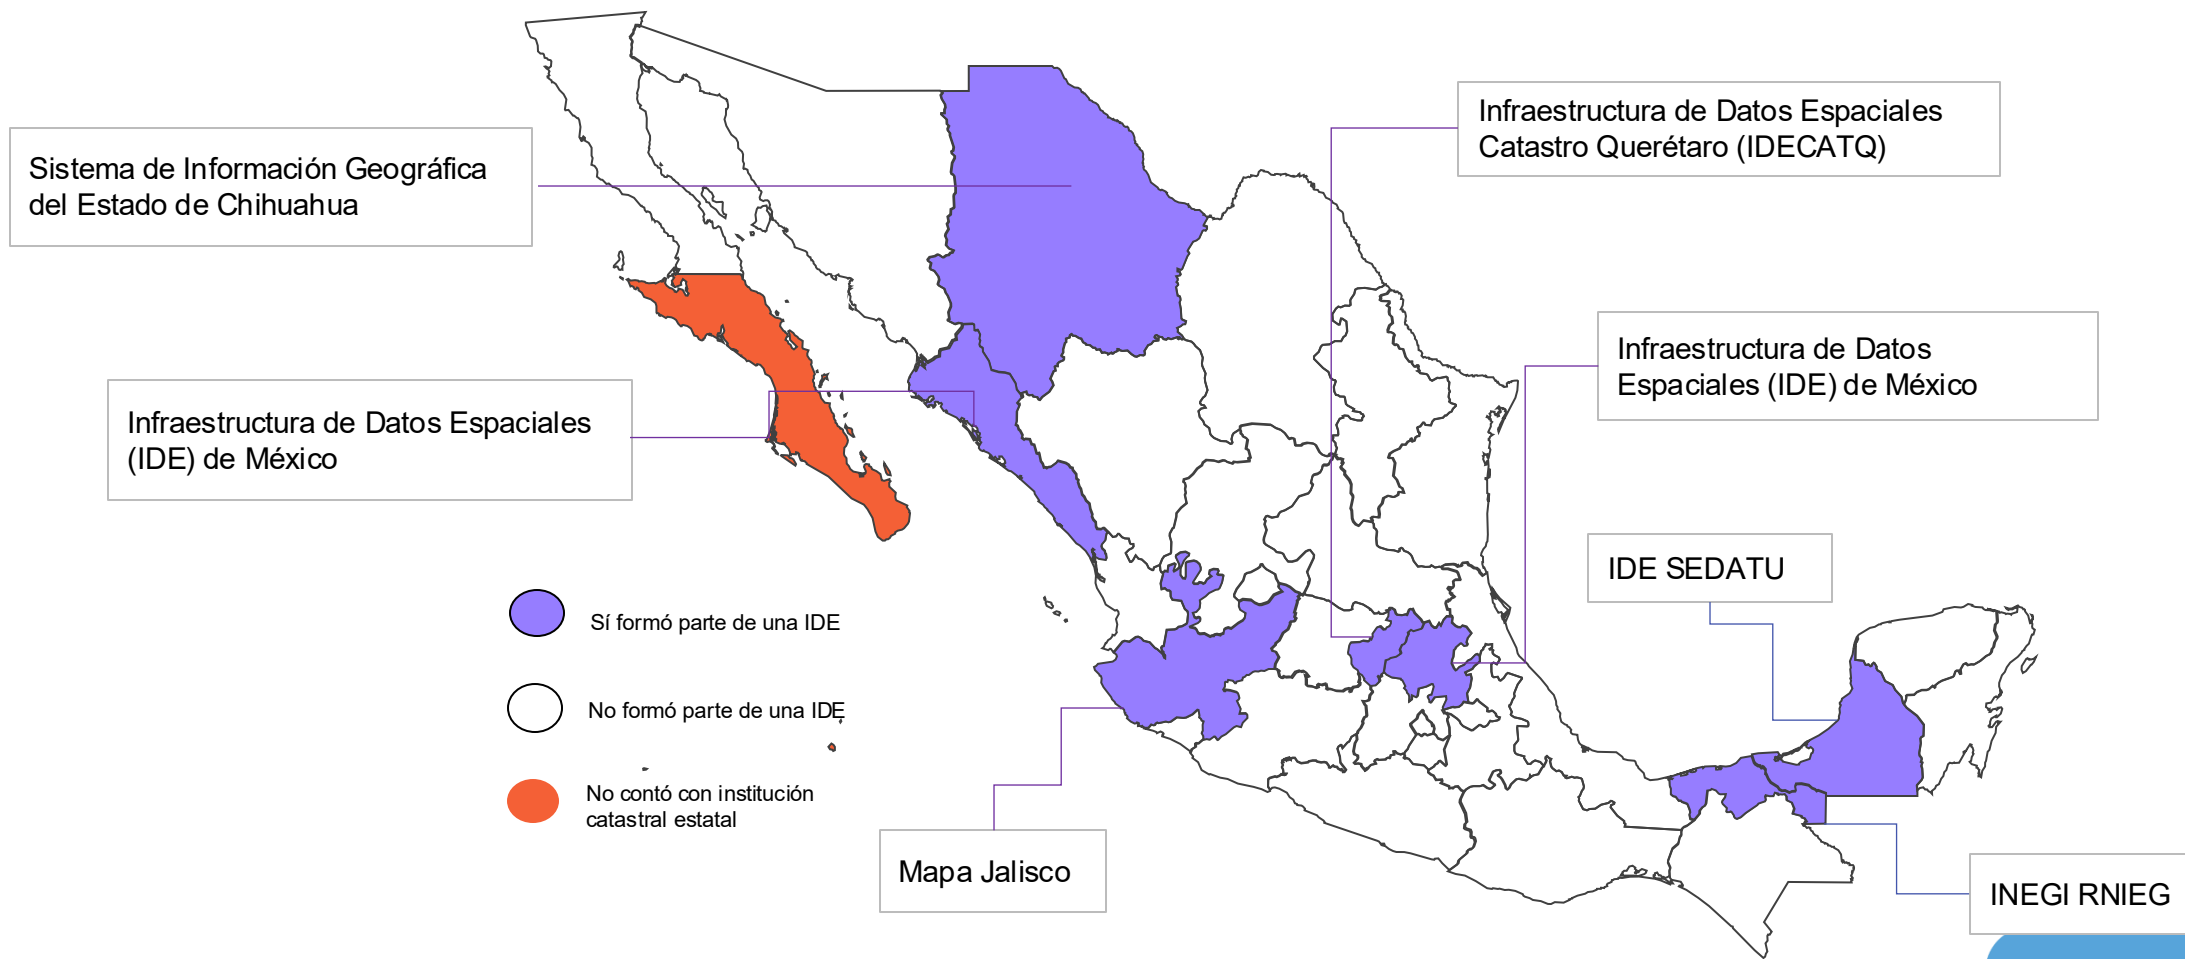 Sistema de Información Geográfica
del Estado de Chihuahua
Infraestructura de Datos Espaciales
Catastro Querétaro (IDECATQ)
Infraestructura de Datos
Espaciales (IDE) de México
Infraestructura de Datos Espaciales
(IDE) de México
IDE SEDATU
Sí formó parte de una IDE
No formó parte de una IDE
No contó con institución
catastral estatal
Mapa Jalisco
INEGI RNIEG